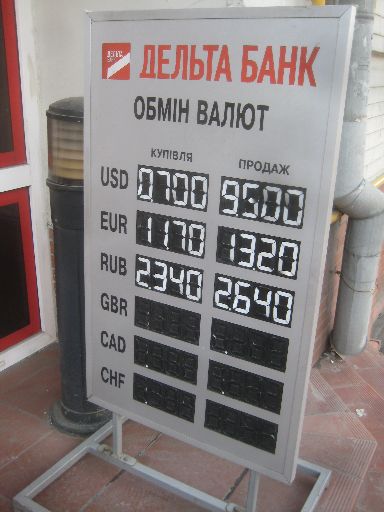 ДЕЛЬТА БАНК
ОБМІН ВАЛЮТ
КУПІВЛЯ ПРОДАЖ
USD 0700 9500
EUR 1170 1320
RUB 2340 2640
GBR
CAD
CHF